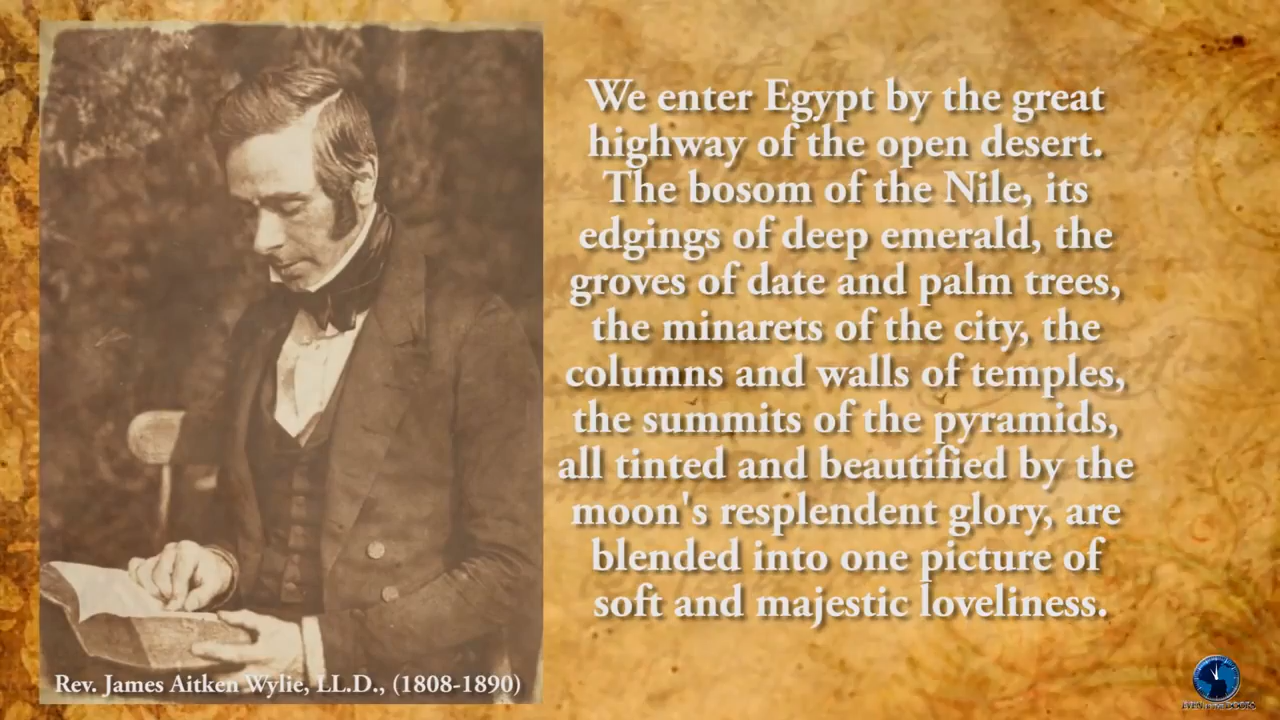 We enter Egypt by the great
highway of the open desert.
The bosom of the Nile, its
edgings of deep emerald, the
groves of date and palm trees,
the minarets of the city, the
columns and walls of temples,
the summits of the pyramids,
all tinted and beautified by the
moon's resplendent glory, are
blended into one picture of
soft and majestic loveliness.
Rev. James Aitken Wylie, LL.D., (1808-1890)